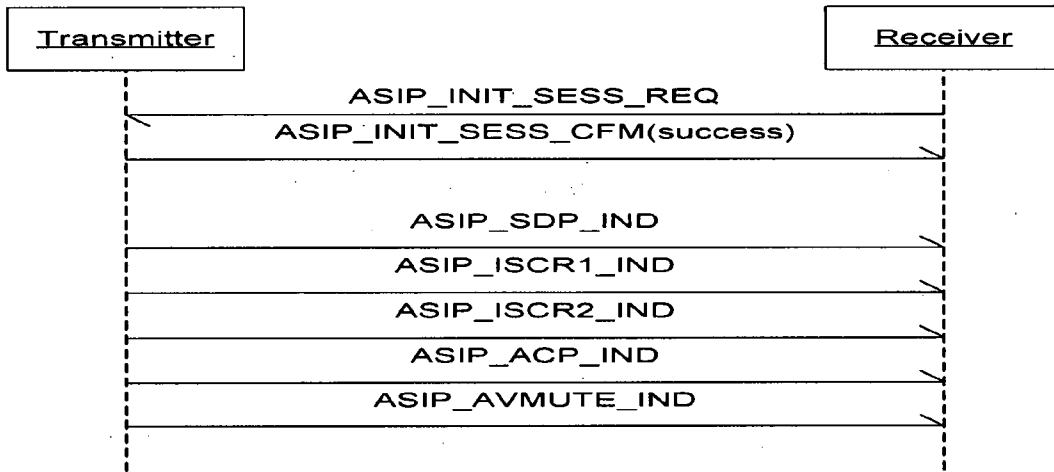 Transmitter
Receiver
ASIP_INIT_SESS_REQ
ASIP_INIT_SESS_CFM(success)
ASIP_SDP_IND
ASIP_ISCR1_IND
ASIP_ISCR2_IND
ASIP_ACP_IND
ASIP_AVMUTE_IND